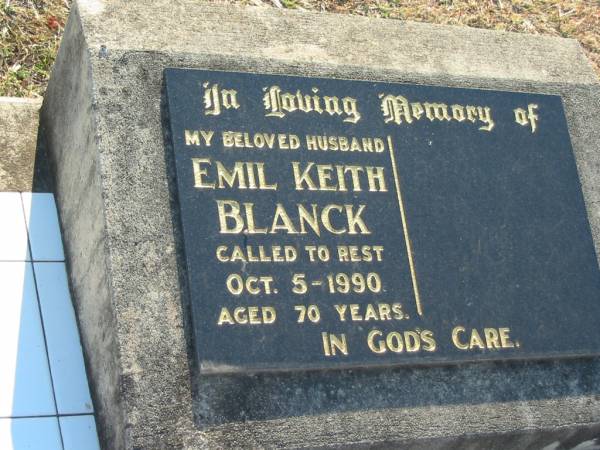 In Loving Memory of
MY BELOVED HUSBAND
EMIL KEITH
BLANCK
CALLED TO REST
OCT. 5-1990
AGED 70 YEARS.
IN GOD'S CARE.